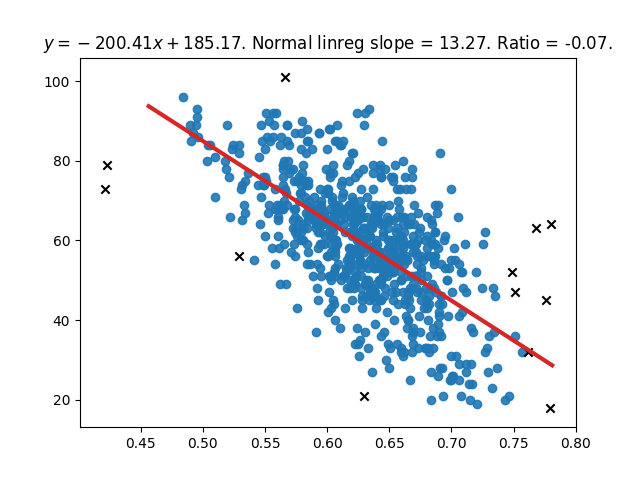 y = − 200.41x + 185.17. Normal linreg slope = 13.27. Ratio = -0.07.
100
80
60
40
20
0.45 0.50 0.55 0.60 0.65 0.70 0.75 0.80